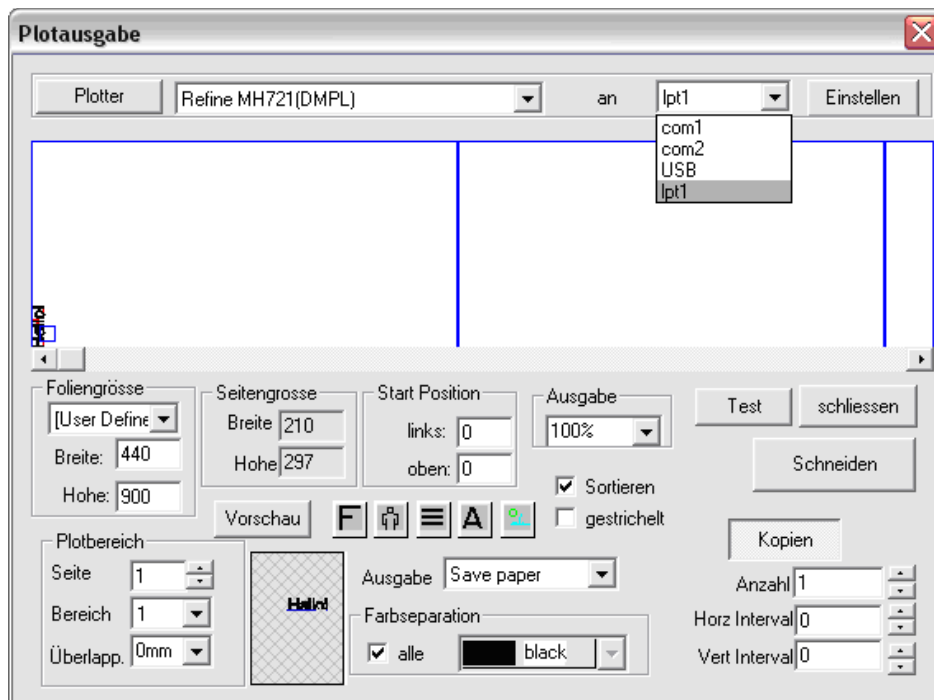 Plotausgabe
Plotter Refine MH721(DMPL) an lpt1 Einstellen
com1
com2
USB
lpt1
Hallo!
Foliengrösse Seitengrosse Start Position Ausgabe Test schliessen
[User Define Breite 210 links: 0 100%
Breite: 440 Hohe 297 oben: 0 Schneiden
Hohe: 900 Sortieren
Vorschau F A gestrichelt
Plotbereich Kopien
Seite 1 Hallo! Ausgabe Save paper Anzahl 1
Bereich 1 Farbseparation Horz Interval 0
Überlapp. 0mm alle black Vert Interval 0